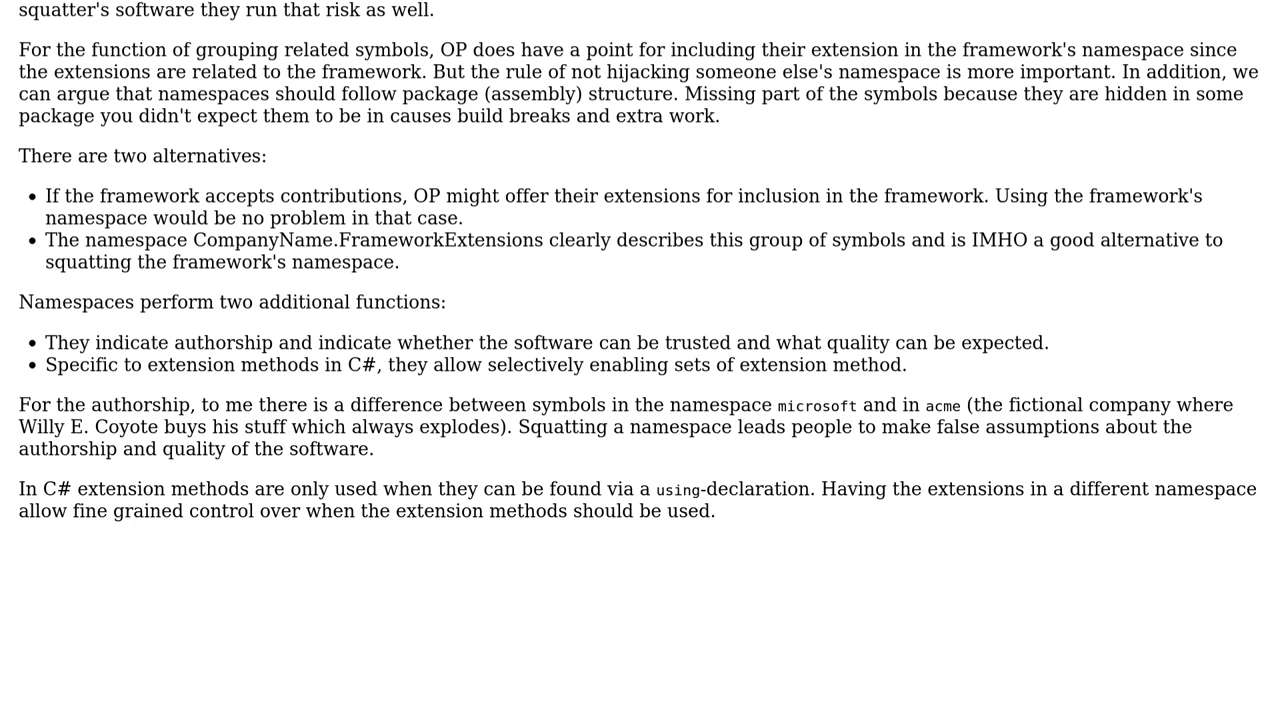 squatter's software they run that risk as well.
For the function of grouping related symbols, OP does have a point for including their extension in the framework's namespace since
the extensions are related to the framework. But the rule of not hijacking someone else's namespace is more important. In addition, we
can argue that namespaces should follow package (assembly) structure. Missing part of the symbols because they are hidden in some
package you didn't expect them to be in causes build breaks and extra work.
There are two alternatives:
• If the framework accepts contributions, OP might offer their extensions for inclusion in the framework. Using the framework's
namespace would be no problem in that case.
• The namespace CompanyName.FrameworkExtensions clearly describes this group of symbols and is IMHO a good alternative to
squatting the framework's namespace.
Namespaces perform two additional functions:
• They indicate authorship and indicate whether the software can be trusted and what quality can be expected.
• Specific to extension methods in C#, they allow selectively enabling sets of extension method.
For the authorship, to me there is a difference between symbols in the namespace microsoft and in acme (the fictional company where
Willy E. Coyote buys his stuff which always explodes). Squatting a namespace leads people to make false assumptions about the
authorship and quality of the software.
In C# extension methods are only used when they can be found via a using-declaration. Having the extensions in a different namespace
allow fine grained control over when the extension methods should be used.